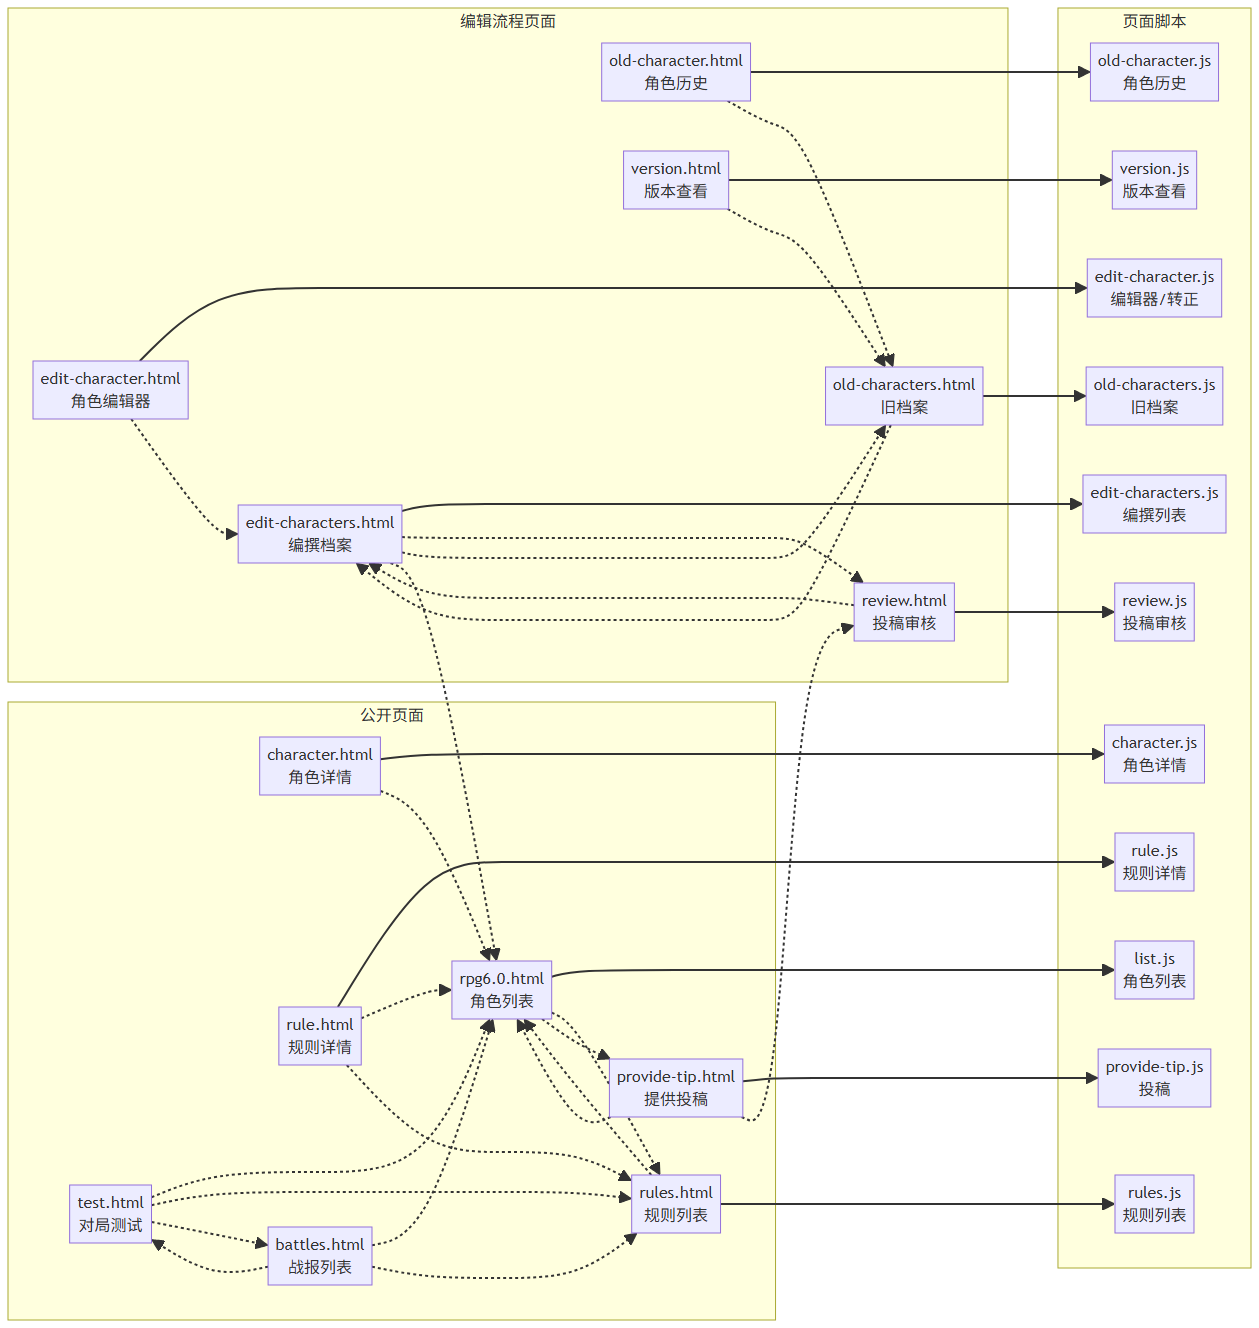 编辑流程页面
old-character.html
角色历史
version.html
版本查看
edit-character.html
角色编辑器
old-characters.html
旧档案
edit-characters.html
编撰档案
review.html
投稿审核
页面脚本
old-character.js
角色历史
version.js
版本查看
edit-character.js
编辑器/转正
old-characters.js
旧档案
edit-characters.js
编撰列表
review.js
投稿审核
character.js
角色详情
rule.js
规则详情
list.js
角色列表
provide-tip.js
投稿
rules.js
规则列表
公开页面
character.html
角色详情
rpg6.0.html
角色列表
rule.html
规则详情
provide-tip.html
提供投稿
test.html
对局测试
rules.html
规则列表
battles.html
战报列表